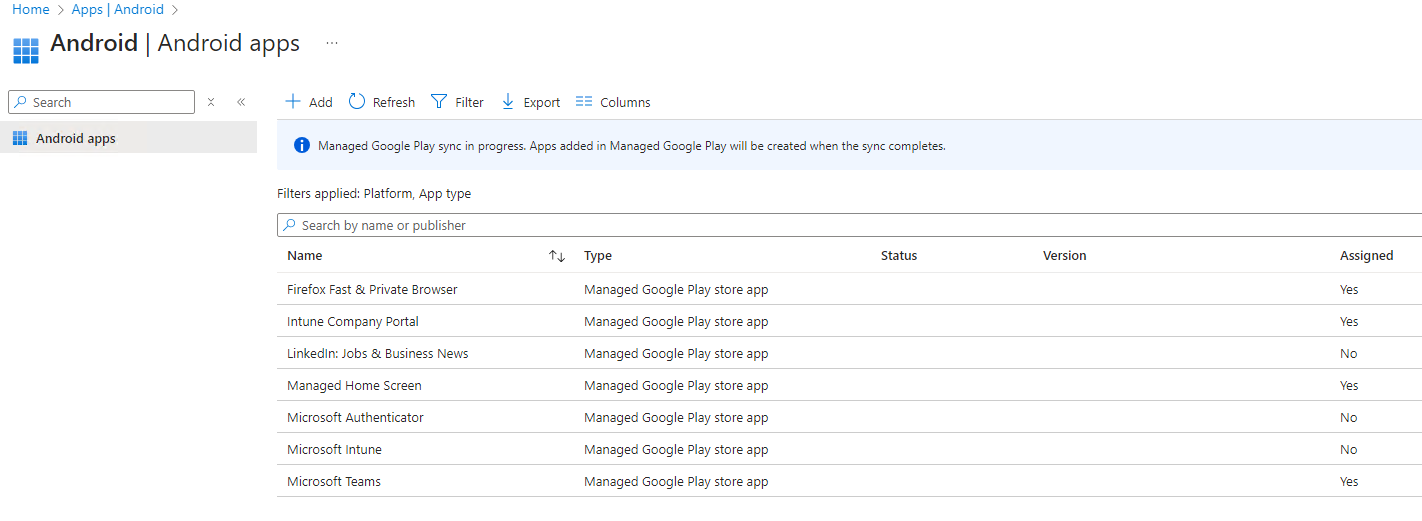 Home > Apps | Android >
Android | Android apps ...
Search
Android apps
Add Refresh Filter Export Columns
Managed Google Play sync in progress. Apps added in Managed Google Play will be created when the sync completes.
Filters applied: Platform, App type
Search by name or publisher
Name Type Status Version Assigned
Firefox Fast & Private Browser Managed Google Play store app Yes
Intune Company Portal Managed Google Play store app Yes
LinkedIn: Jobs & Business News Managed Google Play store app No
Managed Home Screen Managed Google Play store app Yes
Microsoft Authenticator Managed Google Play store app No
Microsoft Intune Managed Google Play store app No
Microsoft Teams Managed Google Play store app Yes